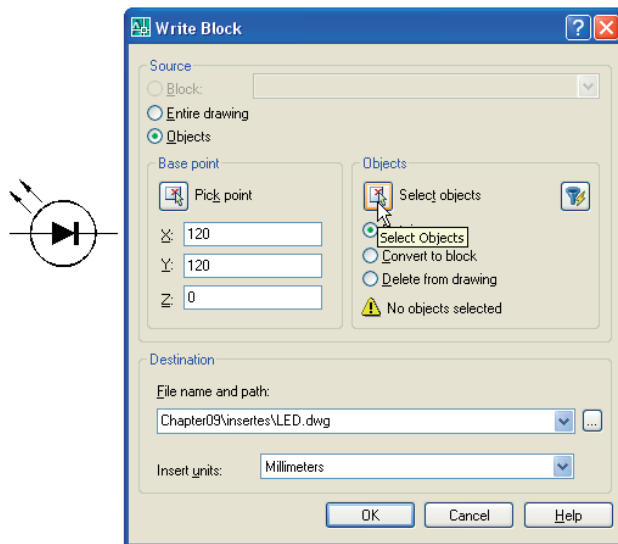 Write Block
Source
Block:
Entire drawing
Objects
Base point
Pick point
X: 120
Y: 120
Z: 0
Objects
Select objects
Select Objects
Convert to block
Delete from drawing
No objects selected
Destination
File name and path:
Chapter09\insertes\LED.dwg
...
Insert units: Millimeters
OK Cancel Help